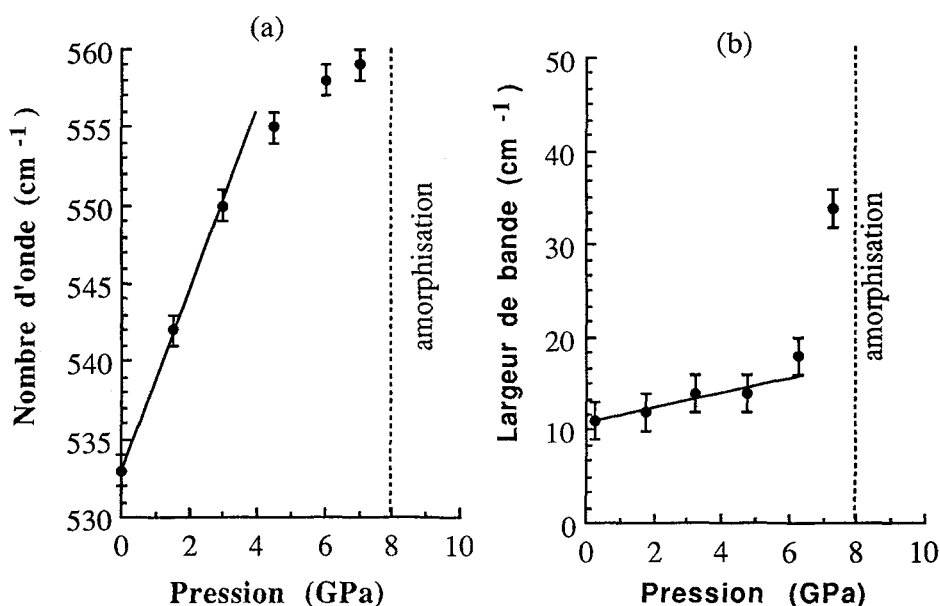 (a)
Nombre d'onde (cm -1)
560
555
550
545
540
535
530
0 2 4 6 8 10
Pression (GPa)
amorphisation
(b)
Largeur de bande (cm -1)
50
40
30
20
10
0
0 2 4 6 8 10
Pression (GPa)
amorphisation